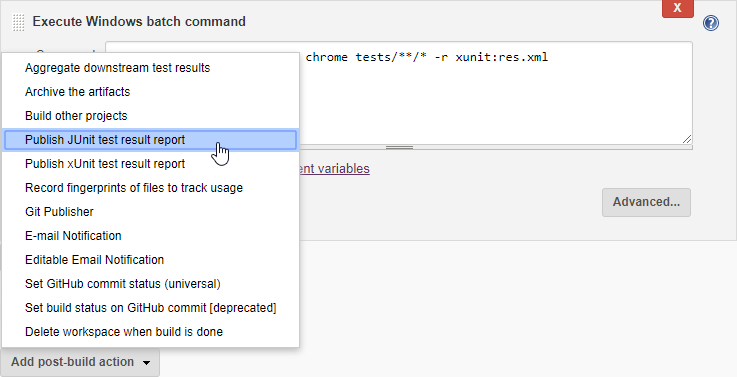 Execute Windows batch command
X
?
chrome tests/**/* -r xunit:res.xml
Aggregate downstream test results
Archive the artifacts
Build other projects
Publish JUnit test result report
Publish xUnit test result report
ent variables
Record fingerprints of files to track usage
Advanced...
Git Publisher
E-mail Notification
Editable Email Notification
Set GitHub commit status (universal)
Set build status on GitHub commit [deprecated]
Delete workspace when build is done
Add post-build action